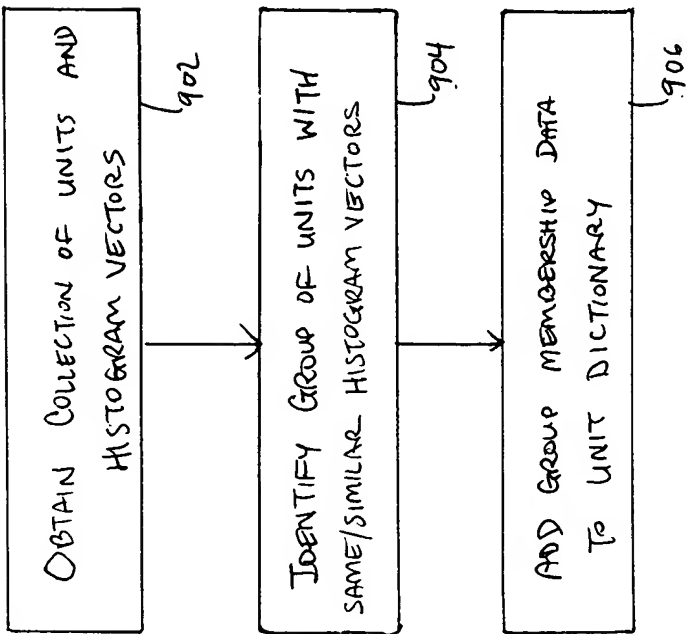 OBTAIN COLLECTION OF UNITS AND
HISTOGRAM VECTORS
902
IDENTIFY GROUP OF UNITS WITH
SAME/SIMILAR HISTOGRAM VECTORS
904
ADD GROUP MEMBERSHIP DATA
TO UNIT DICTIONARY
906